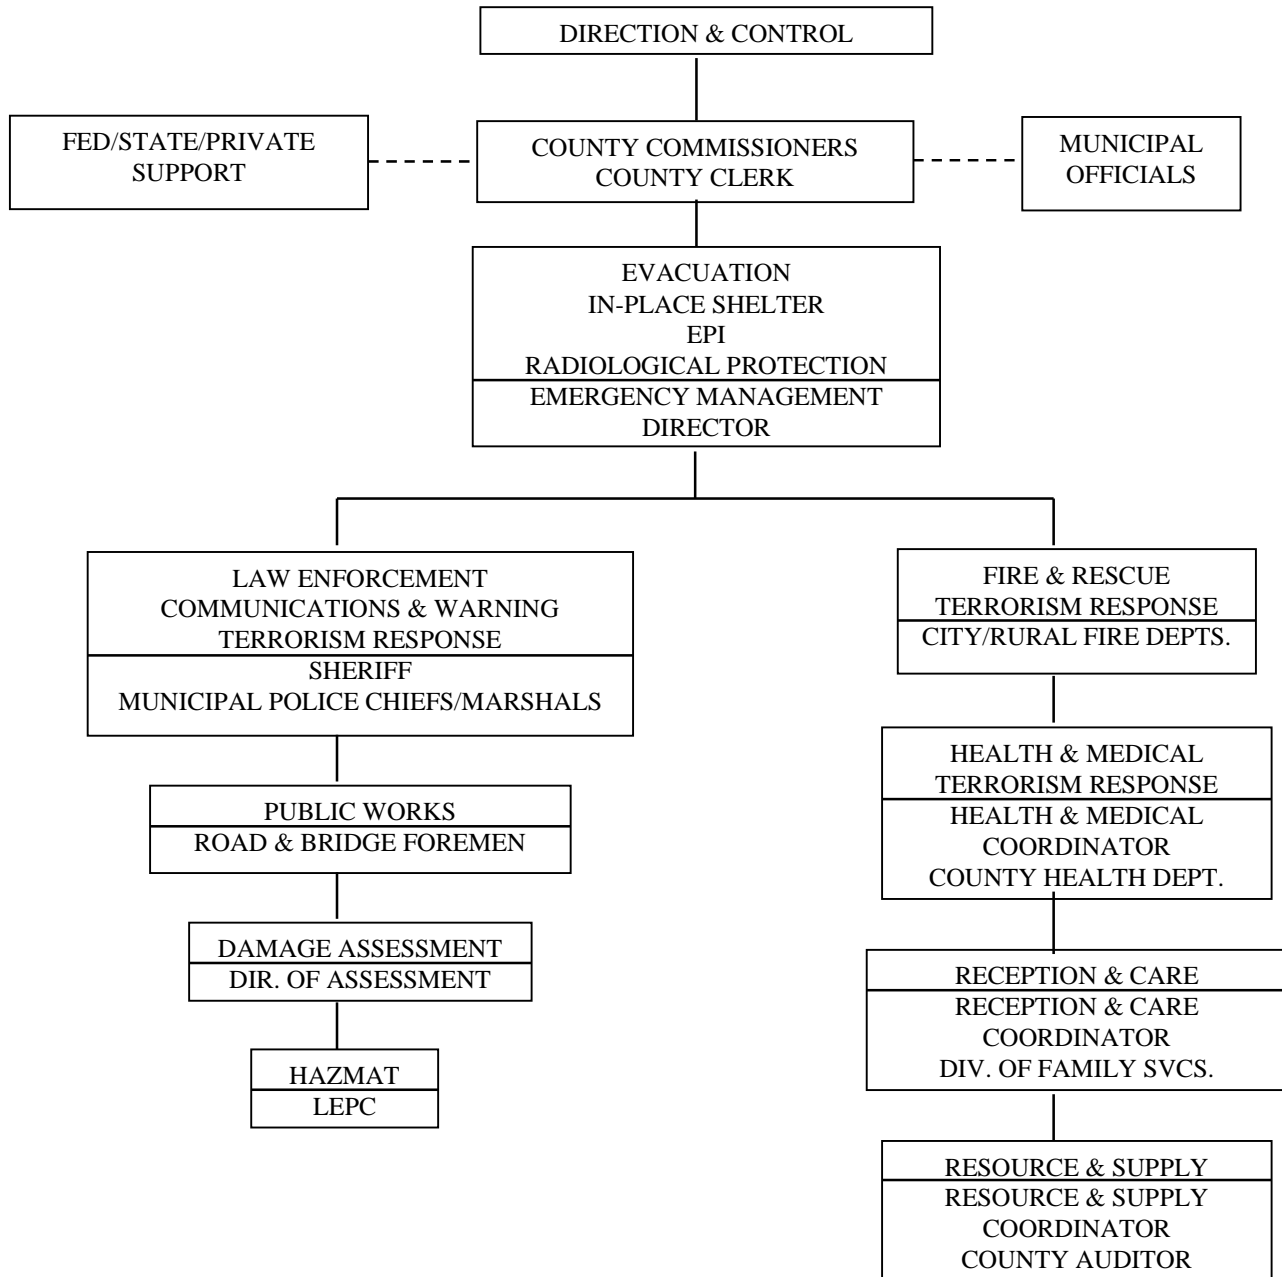 DIRECTION & CONTROL
FED/STATE/PRIVATE
SUPPORT
COUNTY COMMISSIONERS
COUNTY CLERK
MUNICIPAL
OFFICIALS
EVACUATION
IN-PLACE SHELTER
EPI
RADIOLOGICAL PROTECTION
EMERGENCY MANAGEMENT
DIRECTOR
LAW ENFORCEMENT
COMMUNICATIONS & WARNING
TERRORISM RESPONSE
SHERIFF
MUNICIPAL POLICE CHIEFS/MARSHALS
PUBLIC WORKS
ROAD & BRIDGE FOREMEN
DAMAGE ASSESSMENT
DIR. OF ASSESSMENT
HAZMAT
LEPC
FIRE & RESCUE
TERRORISM RESPONSE
CITY/RURAL FIRE DEPTS.
HEALTH & MEDICAL
TERRORISM RESPONSE
HEALTH & MEDICAL
COORDINATOR
COUNTY HEALTH DEPT.
RECEPTION & CARE
RECEPTION & CARE
COORDINATOR
DIV. OF FAMILY SVCS.
RESOURCE & SUPPLY
RESOURCE & SUPPLY
COORDINATOR
COUNTY AUDITOR